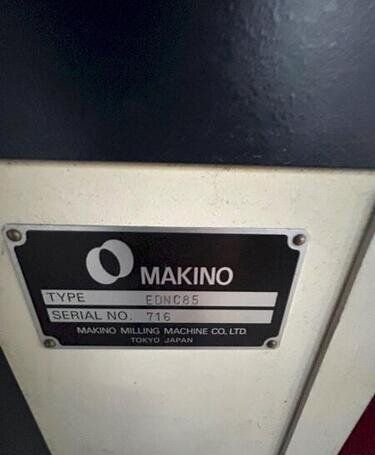 MAKINO
TYPE EDNC85
SERIAL NO. 716
MAKINO MILLING MACHINE CO. LTD.
TOKYO JAPAN